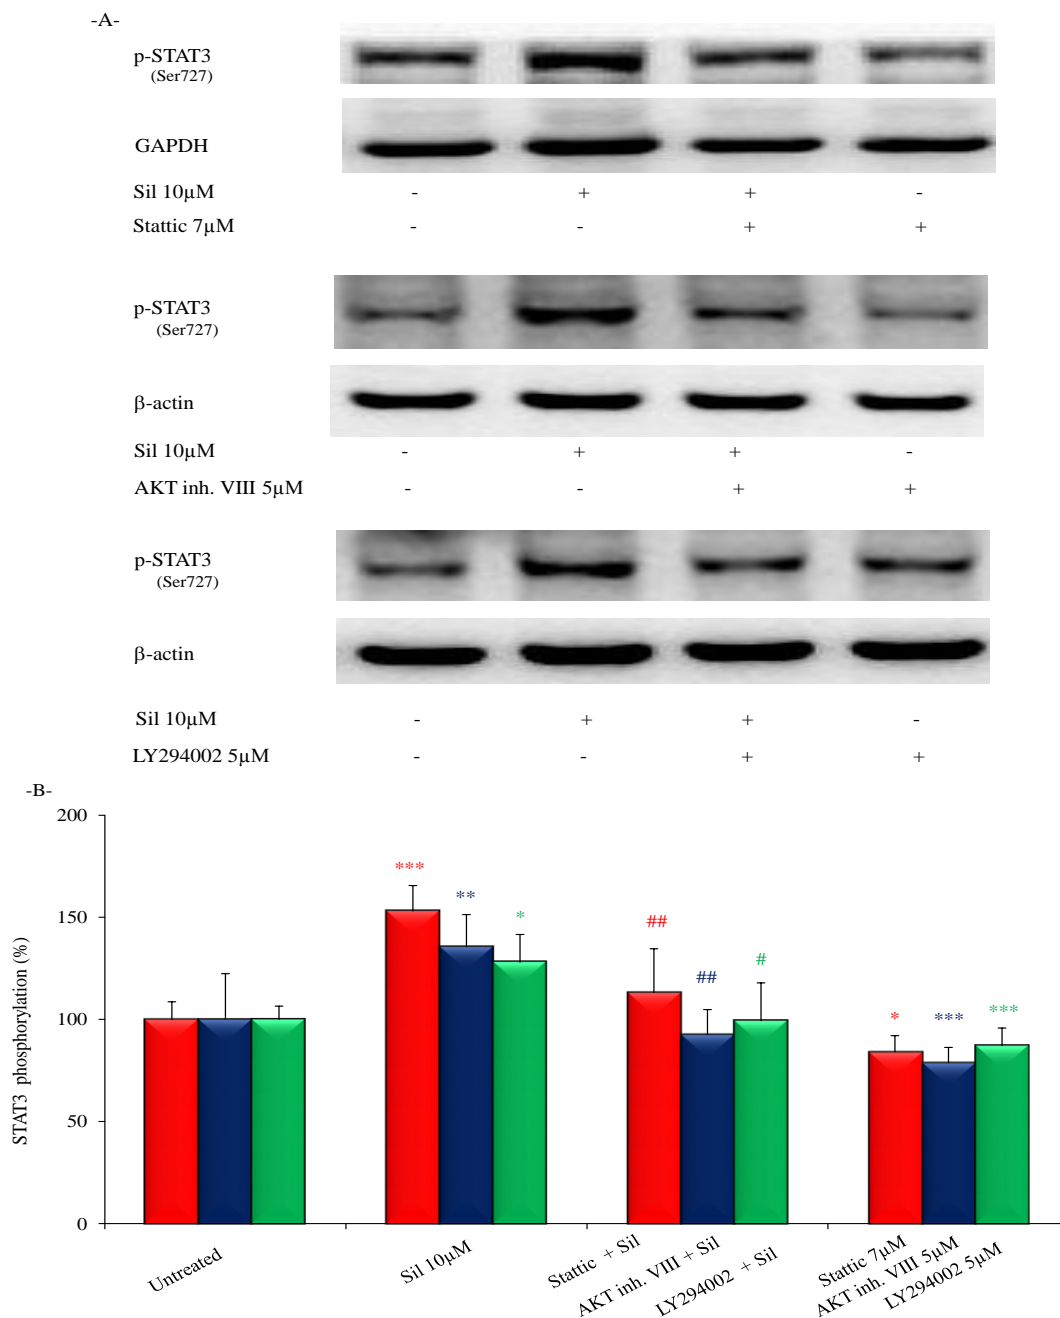 -A-
p-STAT3
(Ser727)
GAPDH
Sil 10µM - + + -
Stattic 7µM - - + +
p-STAT3
(Ser727)
β-actin
Sil 10µM - + + -
AKT inh. VIII 5µM - - + +
p-STAT3
(Ser727)
β-actin
Sil 10µM - + + -
LY294002 5µM - - + +
-B-
STAT3 phosphorylation (%)
200
150
100
50
0
*** ** *
## ## #
* *** ***
Untreated
Sil 10µM
Stattic + Sil
AKT inh. VIII + Sil
LY294002 + Sil
Stattic 7µM
AKT inh. VIII 5µM
LY294002 5µM